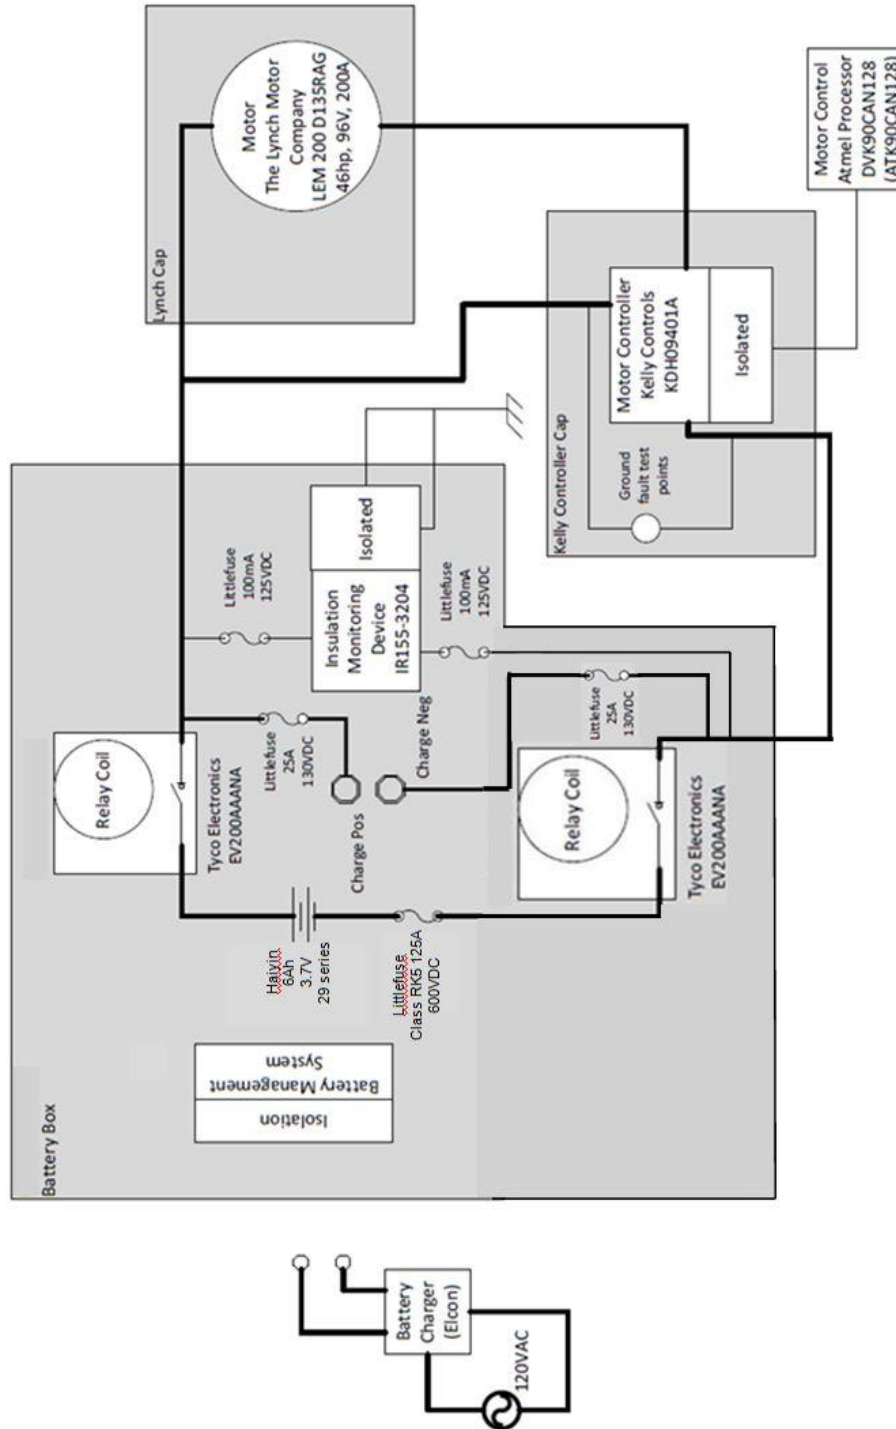 Battery Charger
(Elcon)
120VAC
Battery Box
Isolation
Battery Management
System
Haiyin
6Ah
3.7V
29 series
Littlefuse
Class RK5 125A
600VDC
Relay Coil
Tyco Electronics
EV200AAANA
Littlefuse
25A
130VDC
Charge Pos
Charge Neg
Relay Coil
Tyco Electronics
EV200AAANA
Littlefuse
25A
130VDC
Littlefuse
100mA
125VDC
Insulation
Monitoring
Device
IR155-3204
Isolated
Littlefuse
100mA
125VDC
Lynch Cap
Motor
The Lynch Motor
Company
LEM 200 D135RAG
46hp, 96V, 200A
Kelly Controller Cap
Ground
fault test
points
Motor Controller
Kelly Controls
KDH09401A
Isolated
Motor Control
Atmel Processor
DVK90CAN128
(ATK90CAN128)